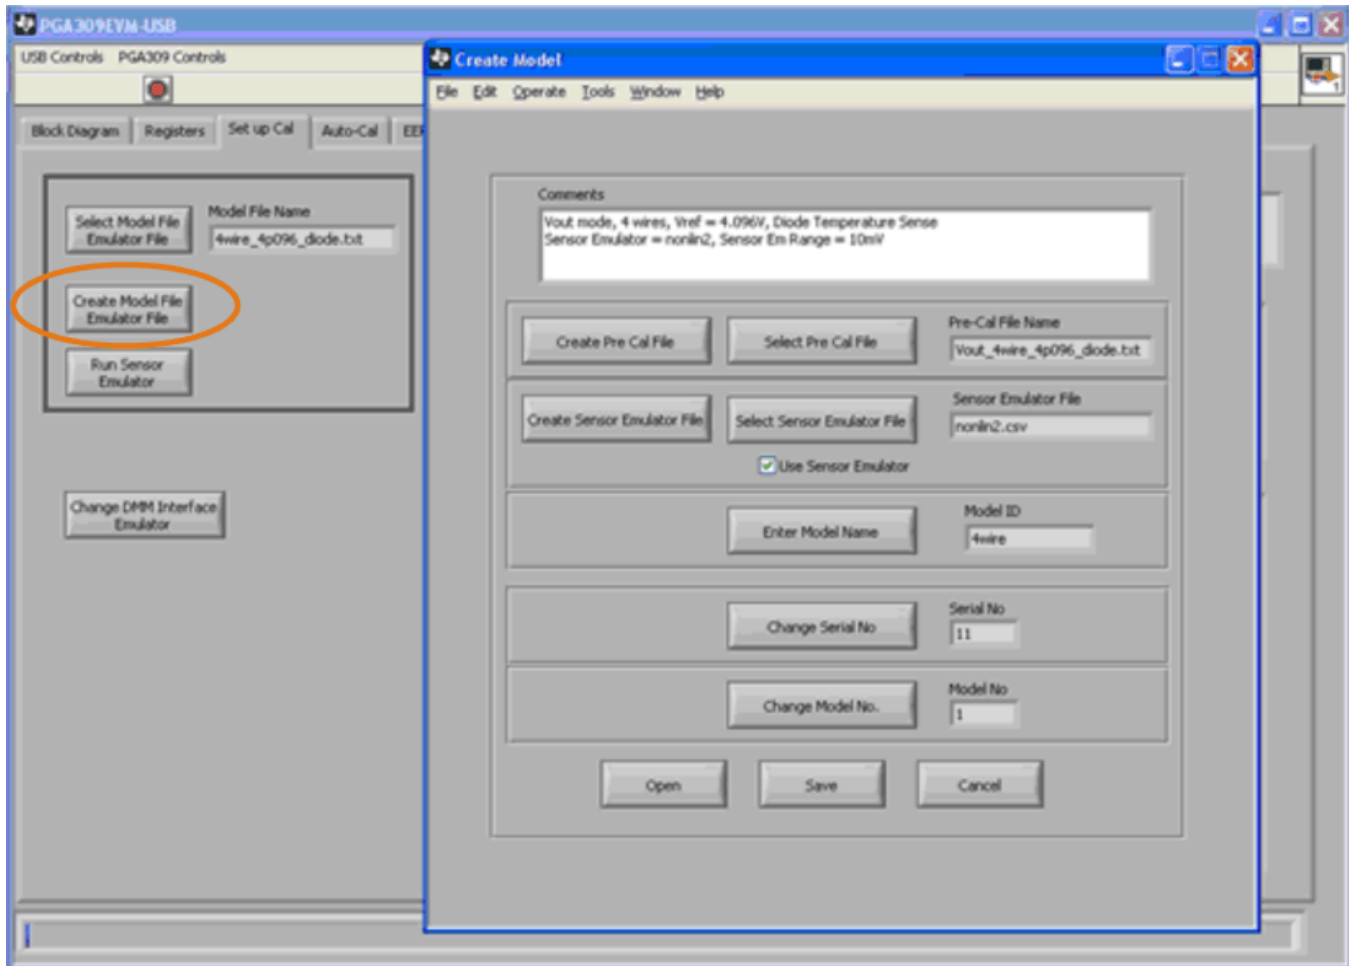 PGA309EVM-USB
USB Controls PGA309 Controls
1
Block Diagram Registers Set up Cal Auto-Cal
Select Model File
Emulator File
Model File Name
4wire_4p096_diode.txt
Create Model File
Emulator File
Run Sensor
Emulator
Change DMM Interface
Emulator
Create Model
File Edit Operate Tools Window Help
Comments
Vout mode, 4 wires, Vref = 4.096V, Diode Temperature Sense
Sensor Emulator = nonlin2, Sensor Em Range = 10mV
Create Pre Cal File
Select Pre Cal File
Pre-Cal File Name
Vout_4wire_4p096_diode.txt
Create Sensor Emulator File
Select Sensor Emulator File
Sensor Emulator File
nonlin2.csv
Use Sensor Emulator
Enter Model Name
Model ID
4wire
Change Serial No
Serial No
11
Change Model No.
Model No
1
Open Save Cancel